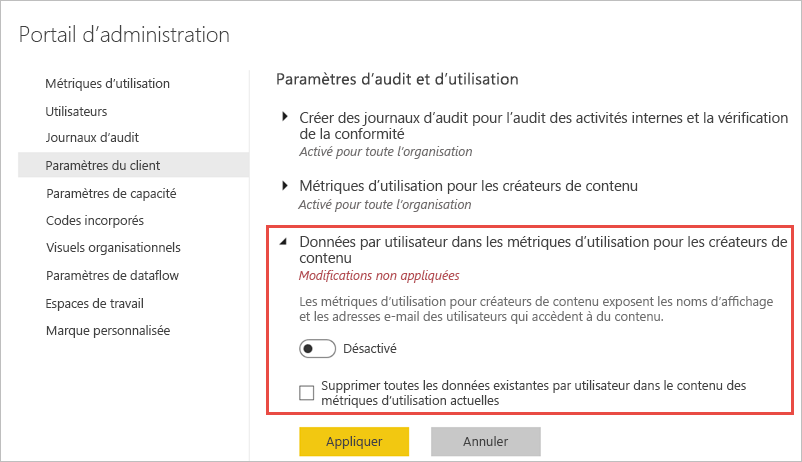 Portail d'administration
Métriques d'utilisation
Utilisateurs
Journaux d'audit
Paramètres du client
Paramètres de capacité
Codes incorporés
Visuels organisationnels
Paramètres de dataflow
Espaces de travail
Marque personnalisée
Paramètres d'audit et d'utilisation
Créer des journaux d'audit pour l'audit des activités internes et la vérification
de la conformité
Activé pour toute l'organisation
Métriques d'utilisation pour les créateurs de contenu
Activé pour toute l'organisation
Données par utilisateur dans les métriques d'utilisation pour les créateurs de
contenu
Modifications non appliquées
Les métriques d'utilisation pour créateurs de contenu exposent les noms d'affichage
et les adresses e-mail des utilisateurs qui accèdent à du contenu.
Désactivé
Supprimer toutes les données existantes par utilisateur dans le contenu des
métriques d'utilisation actuelles
Appliquer
Annuler